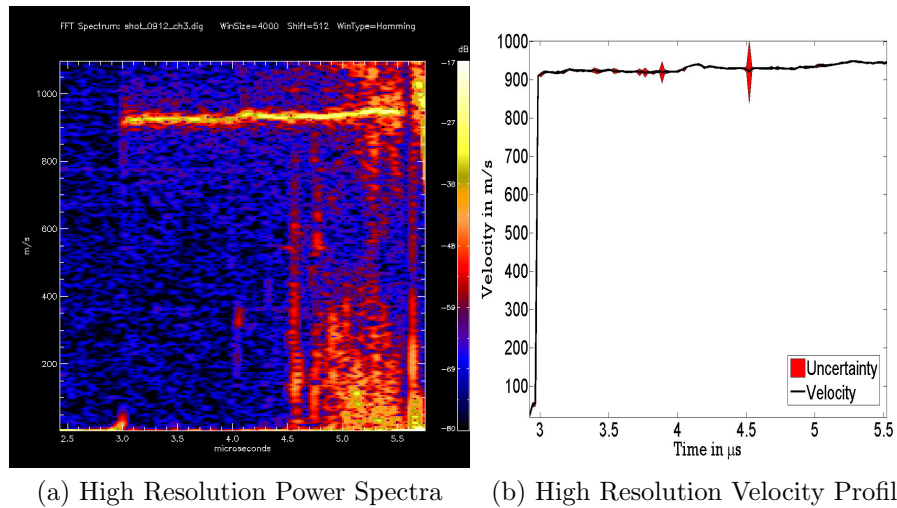 FFT Spectrum: shot_0912_ch3.dig WinSize=4000 Shift=512 WinType=Hamming
dB
-17
-27
-38
-48
-59
-69
-80
1000
800
600
400
200
m/s
2.5 3.0 3.5 4.0 4.5 5.0 5.5
microseconds
(a) High Resolution Power Spectra
1000
900
800
700
600
500
400
300
200
100
Velocity in m/s
3 3.5 4 4.5 5 5.5
Time in μs
Uncertainty
Velocity
(b) High Resolution Velocity Profil